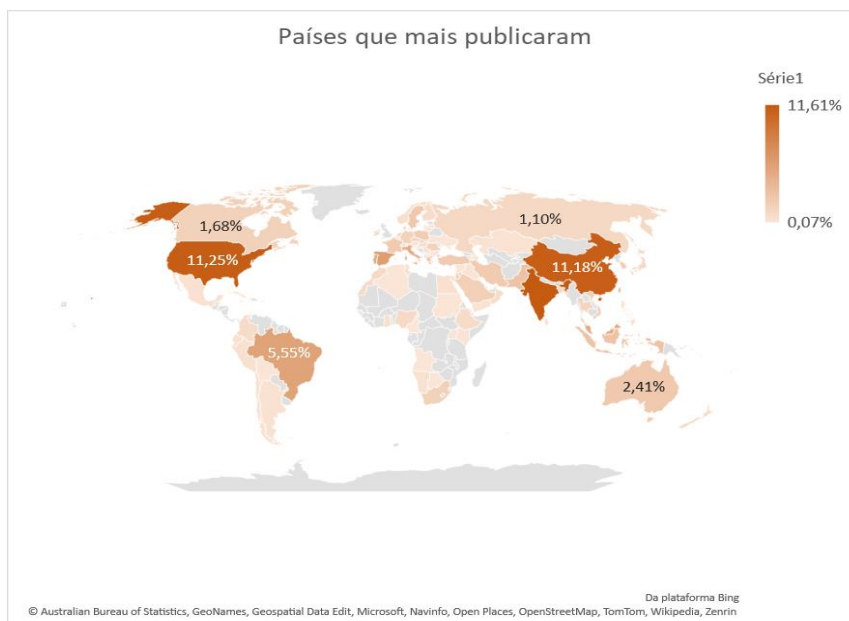 Países que mais publicaram
Série1
11,61%
0,07%
1,68%
1,10%
11,25%
11,18%
5,55%
2,41%
Da plataforma Bing
© Australian Bureau of Statistics, GeoNames, Geospatial Data Edit, Microsoft, Navinfo, Open Places, OpenStreetMap, TomTom, Wikipedia, Zenrin